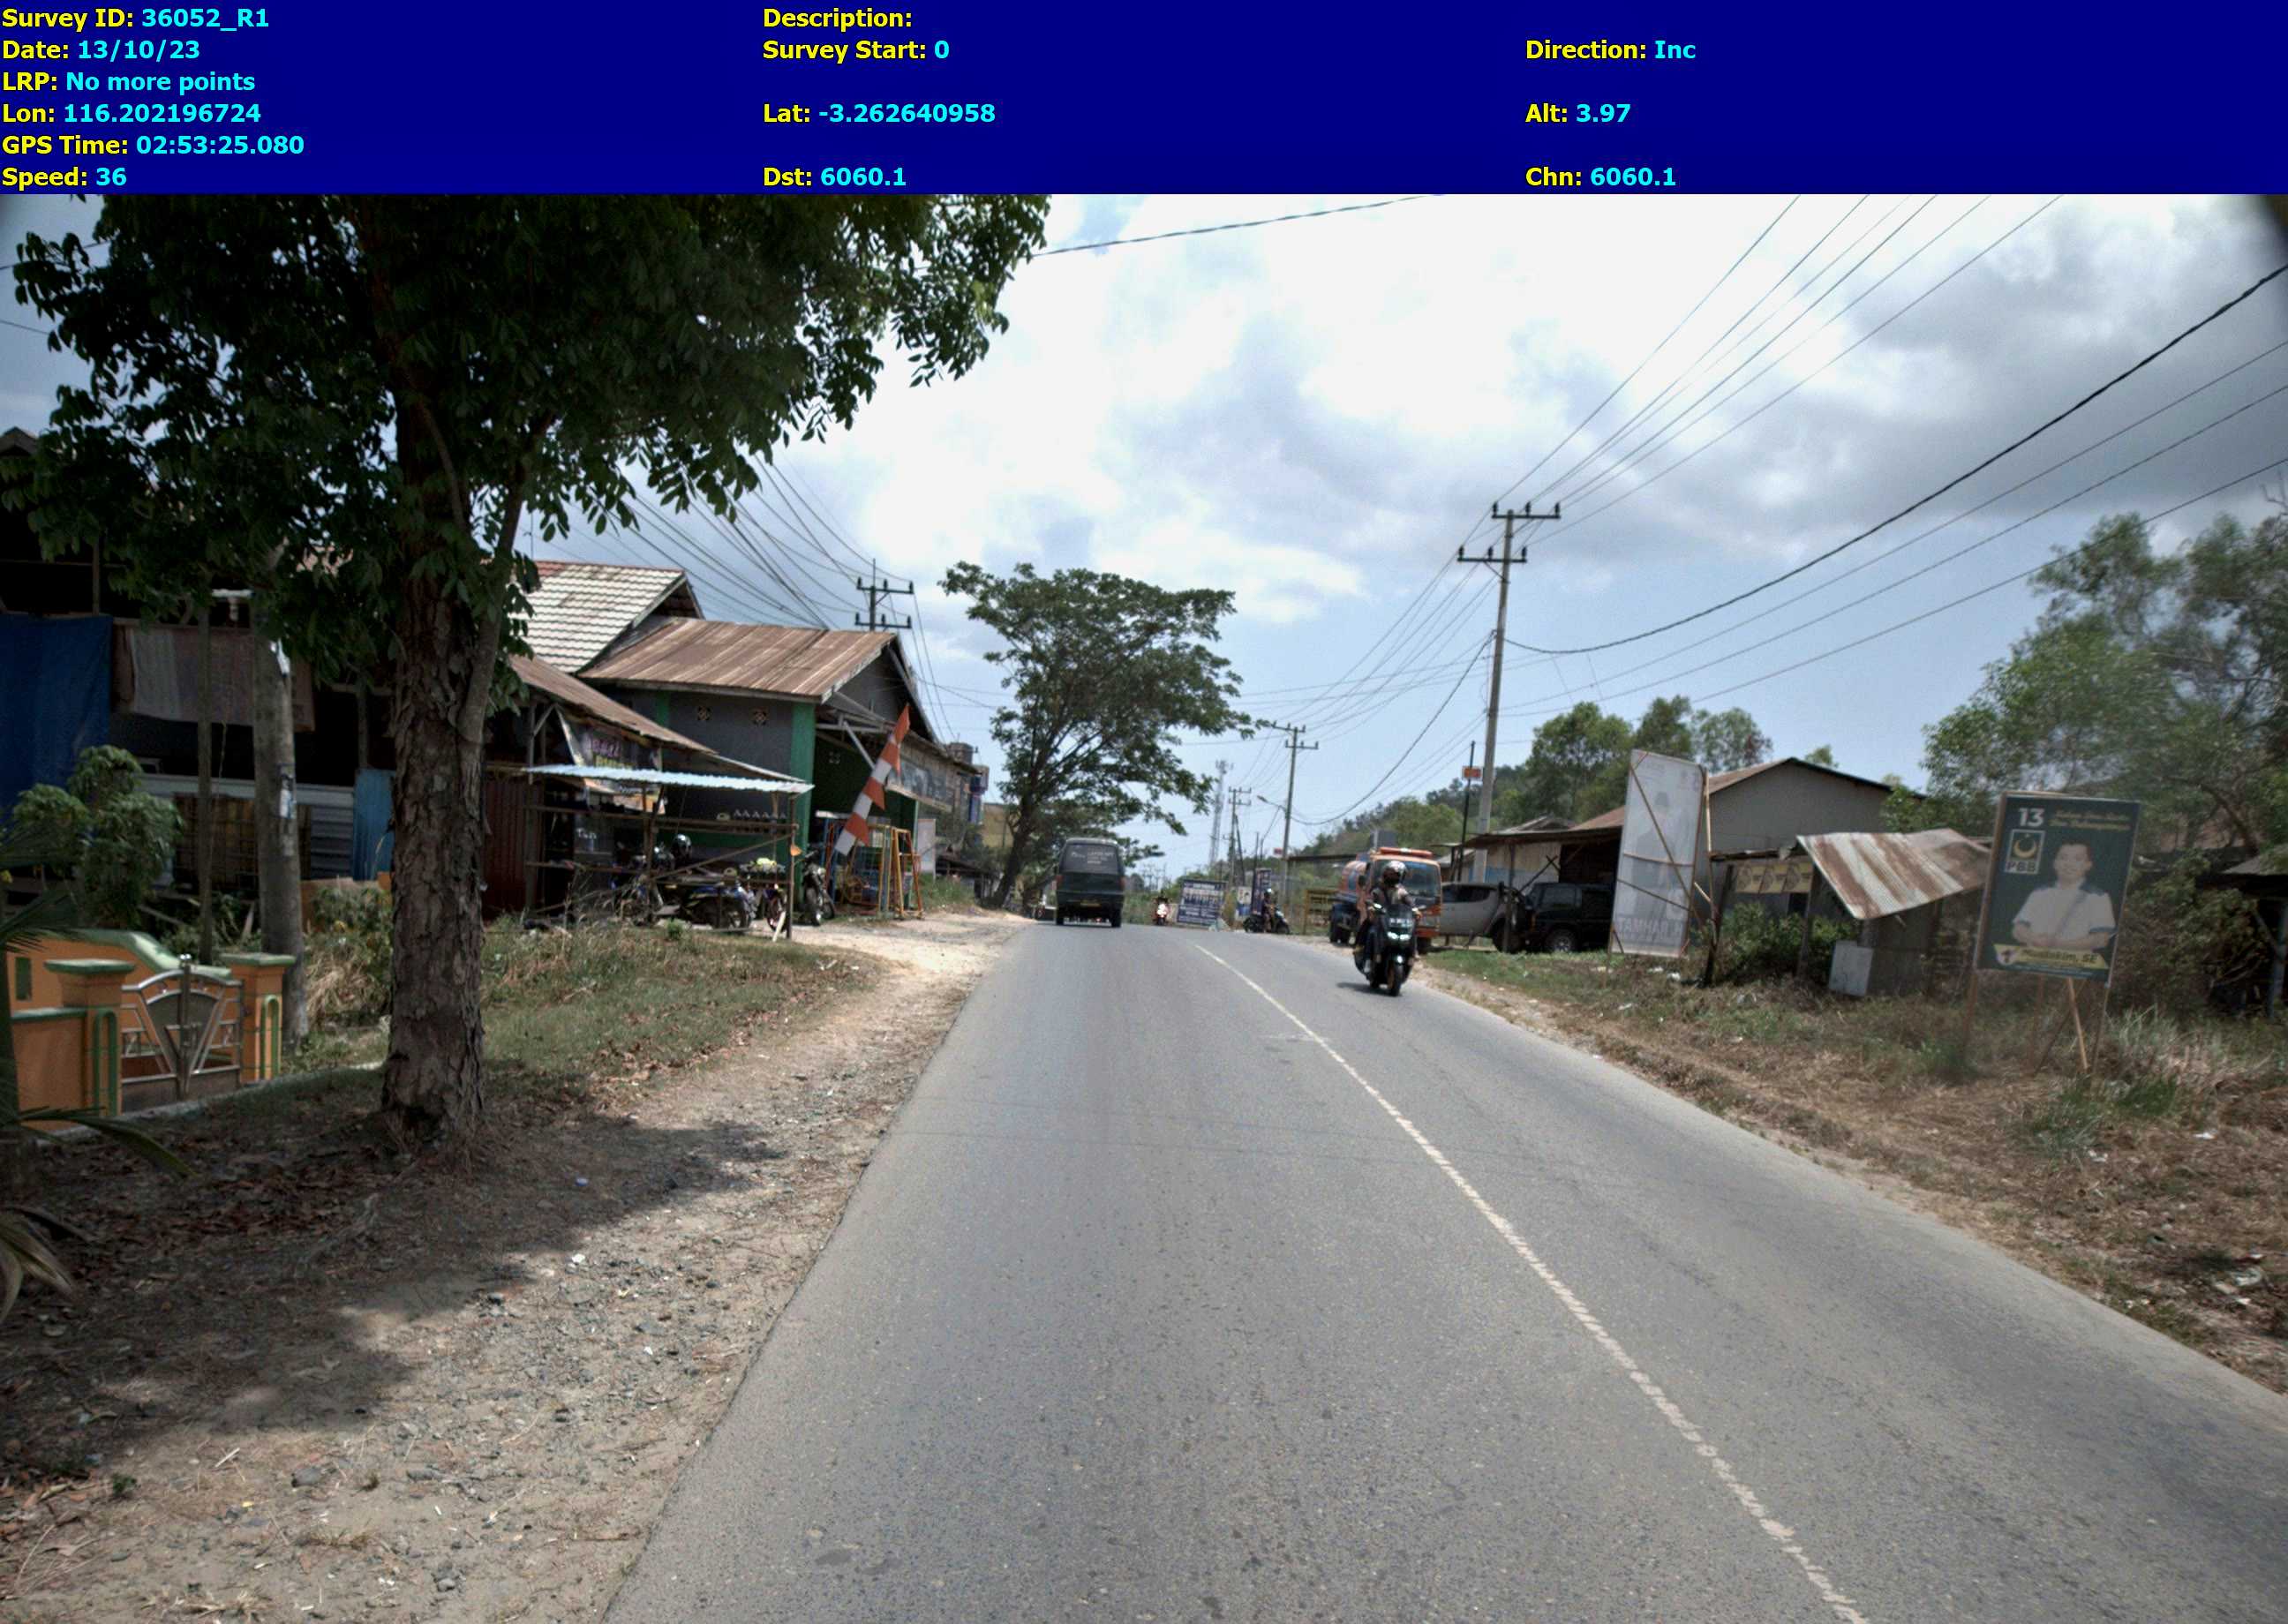 Survey ID: 36052_R1
Description:
Date: 13/10/23
Survey Start: 0
Direction: Inc
LRP: No more points
Lon: 116.202196724
Lat: -3.262640958
Alt: 3.97
GPS Time: 02:53:25.080
Speed: 36
Dst: 6060.1
Chn: 6060.1
13
PBB